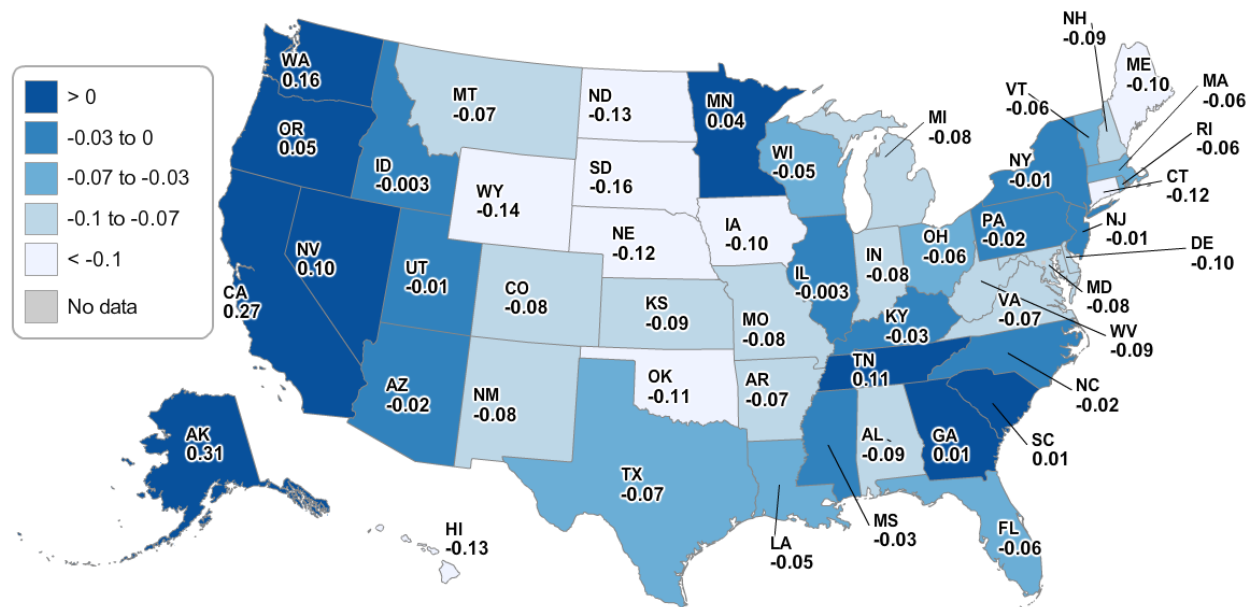 > 0
-0.03 to 0
-0.07 to -0.03
-0.1 to -0.07
< -0.1
No data
WA
0.16
OR
0.05
CA
0.27
NV
0.10
ID
-0.003
MT
-0.07
WY
-0.14
UT
-0.01
AZ
-0.02
CO
-0.08
NM
-0.08
ND
-0.13
SD
-0.16
NE
-0.12
KS
-0.09
OK
-0.11
TX
-0.07
MN
0.04
IA
-0.10
MO
-0.08
AR
-0.07
LA
-0.05
WI
-0.05
IL
-0.003
MI
-0.08
IN
-0.08
OH
-0.06
KY
-0.03
TN
0.11
MS
-0.03
AL
-0.09
GA
0.01
FL
-0.06
SC
0.01
NC
-0.02
VA
-0.07
WV
-0.09
MD
-0.08
DE
-0.10
PA
-0.02
NJ
-0.01
NY
-0.01
CT
-0.12
RI
-0.06
MA
-0.06
VT
-0.06
NH
-0.09
ME
-0.10
AK
0.31
HI
-0.13